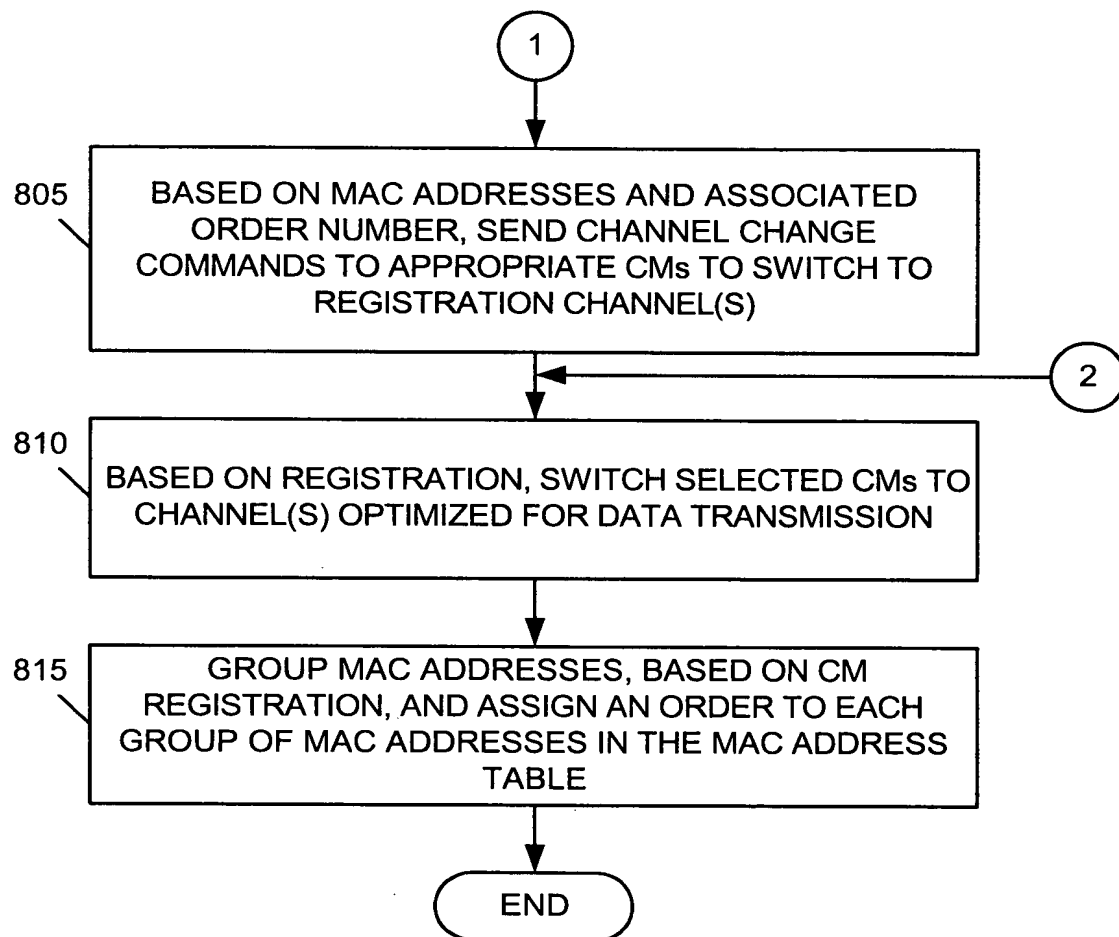 1
805
BASED ON MAC ADDRESSES AND ASSOCIATED
ORDER NUMBER, SEND CHANNEL CHANGE
COMMANDS TO APPROPRIATE CMs TO SWITCH TO
REGISTRATION CHANNEL(S)
2
810
BASED ON REGISTRATION, SWITCH SELECTED CMs TO
CHANNEL(S) OPTIMIZED FOR DATA TRANSMISSION
815
GROUP MAC ADDRESSES, BASED ON CM
REGISTRATION, AND ASSIGN AN ORDER TO EACH
GROUP OF MAC ADDRESSES IN THE MAC ADDRESS
TABLE
END